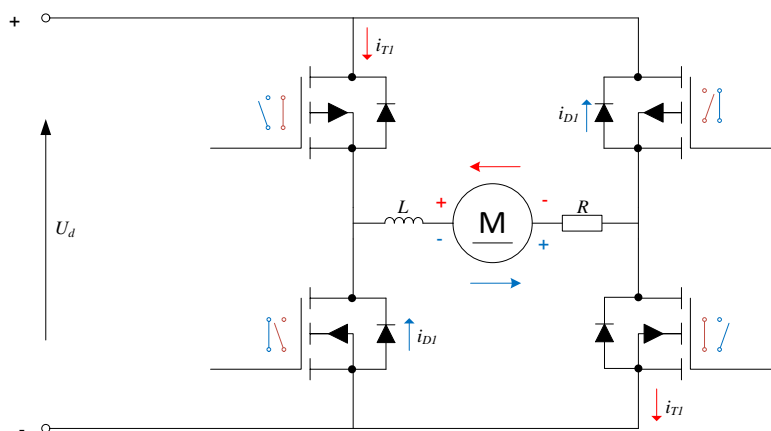 +
i_T1
i_D1
+ - 
L M R
- +
U_d
i_D1
i_T1
-